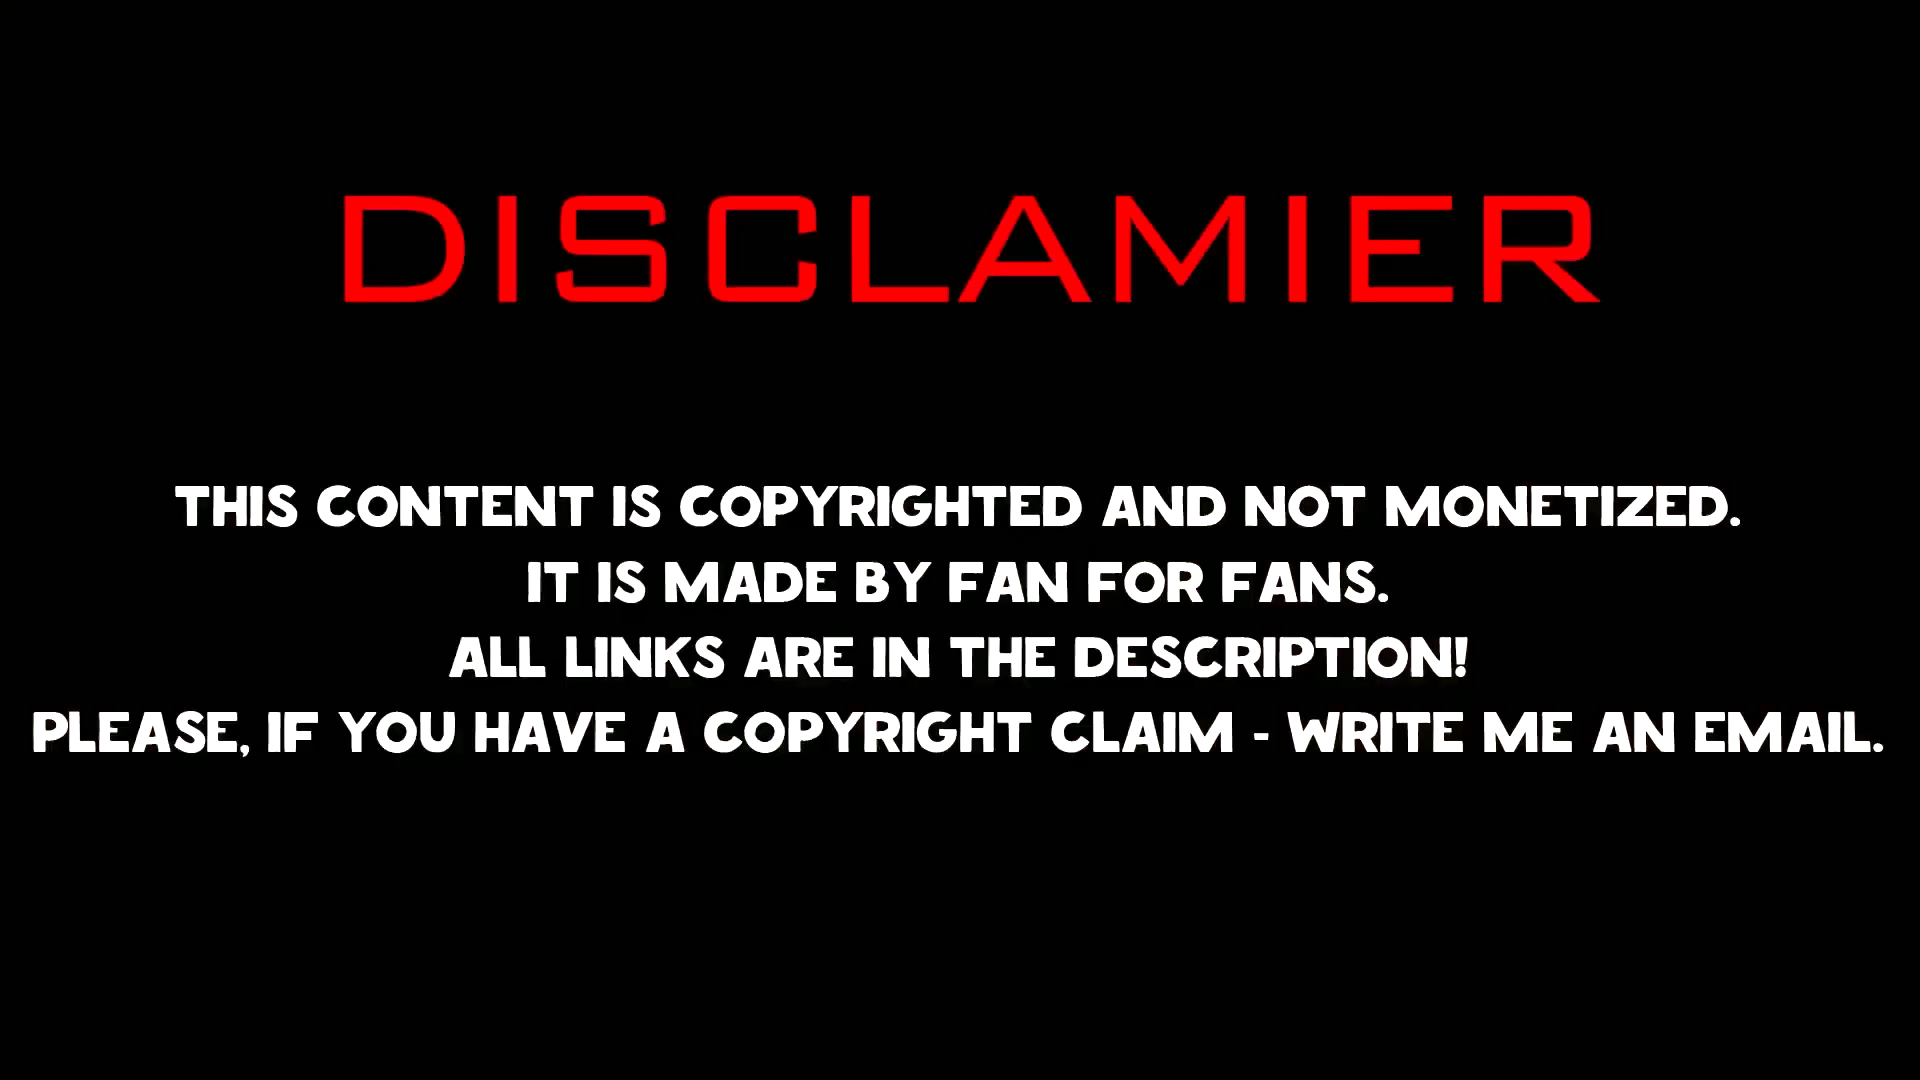 DISCLAMIER
THIS CONTENT IS COPYRIGHTED AND NOT MONETIZED.
IT IS MADE BY FAN FOR FANS.
ALL LINKS ARE IN THE DESCRIPTION!
PLEASE, IF YOU HAVE A COPYRIGHT CLAIM - WRITE ME AN EMAIL.